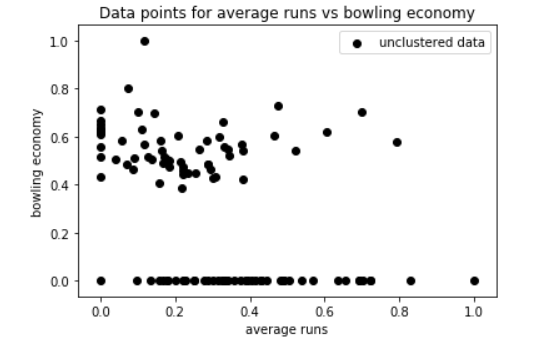 Data points for average runs vs bowling economy
unclustered data
bowling economy
1.0
0.8
0.6
0.4
0.2
0.0
0.0 0.2 0.4 0.6 0.8 1.0
average runs